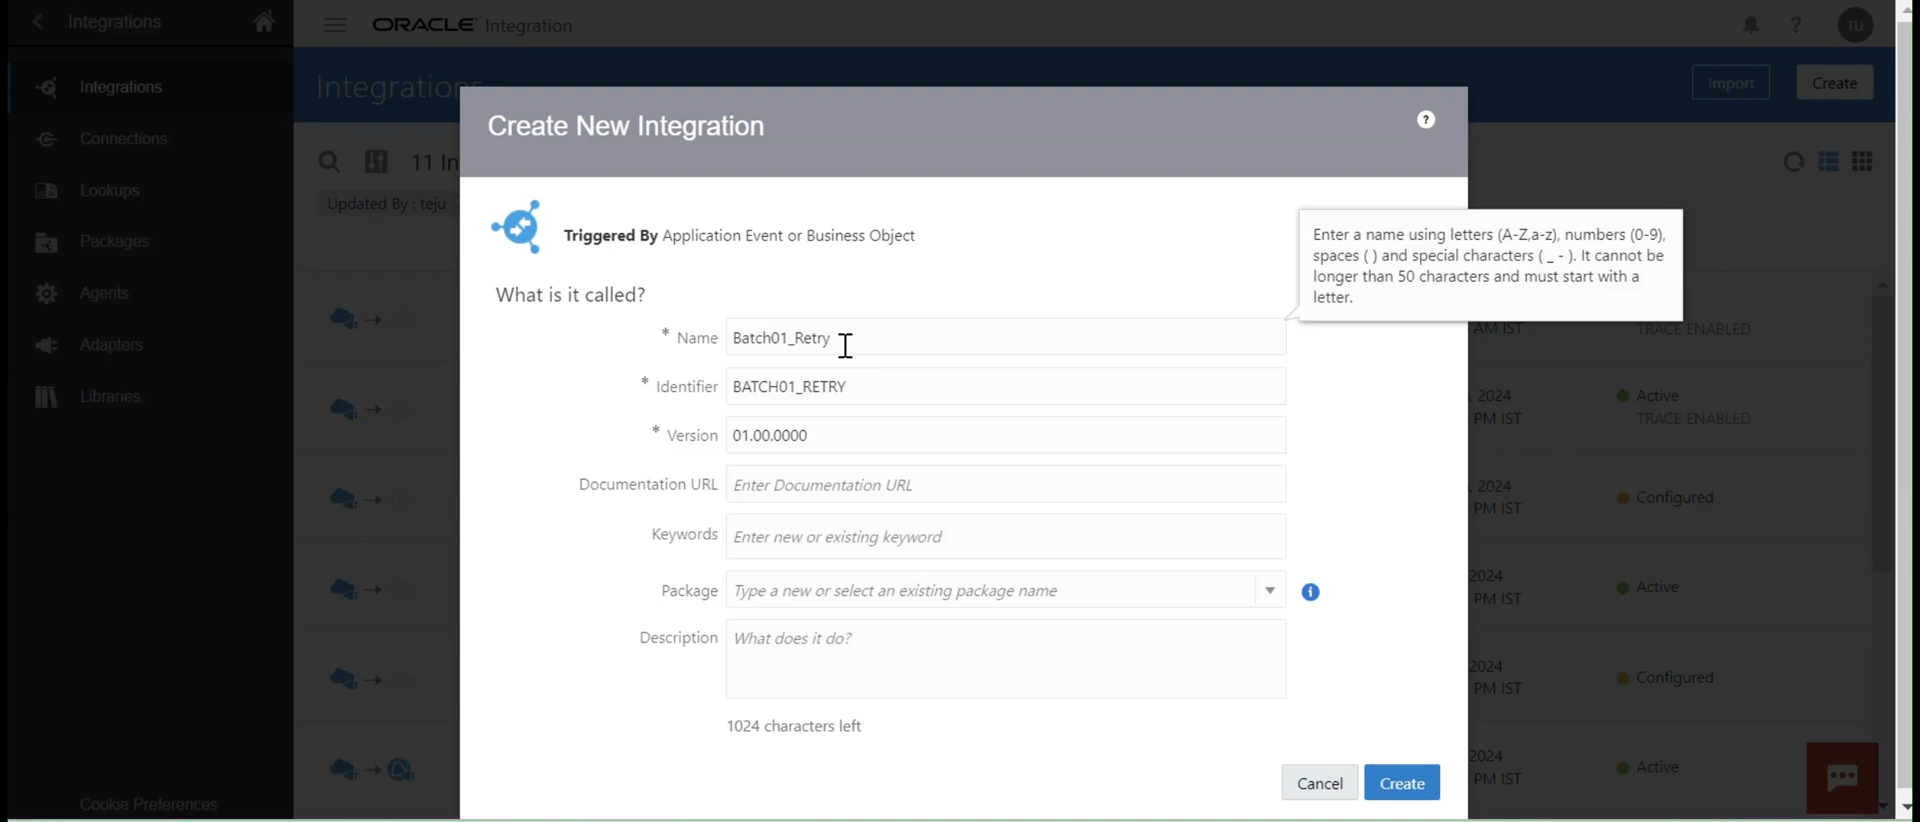 Integrations
ORACLE Integration
TU
Integrations
Integrations
Import
Create
Connections
11 In
Lookups
Updated By : teju
Packages
Agents
Adapters
Libraries
Cookie Preferences
Create New Integration
?
Triggered By Application Event or Business Object
Enter a name using letters (A-Z,a-z), numbers (0-9),
spaces ( ) and special characters ( _ - ). It cannot be
longer than 50 characters and must start with a
letter.
What is it called?
* Name Batch01_Retry
* Identifier BATCH01_RETRY
* Version 01.00.0000
Documentation URL Enter Documentation URL
Keywords Enter new or existing keyword
Package Type a new or select an existing package name
Description What does it do?
1024 characters left
Cancel
Create
AM IST
TRACE ENABLED
, 2024
Active
PM IST
TRACE ENABLED
, 2024
PM IST
Configured
2024
PM IST
Active
2024
PM IST
Configured
2024
PM IST
Active